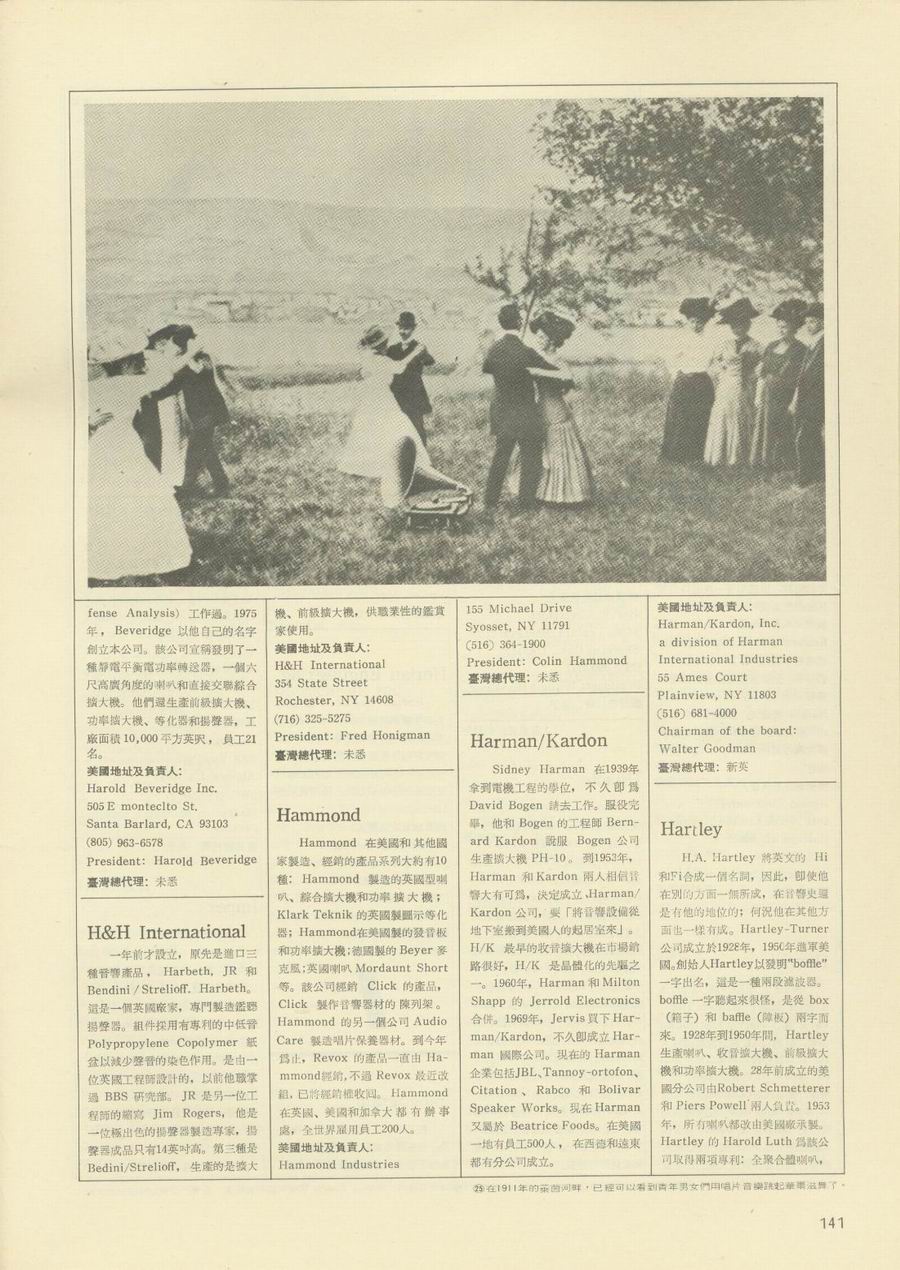 fense Analysis) 工作過。1975
年，Beveridge 以他自己的名字
創立本公司。該公司宣稱發明了一
種靜電平衡電功率轉送器，一個六
尺高廣角度的喇叭和直接交聯綜合
擴大機。他們還生產前級擴大機、
功率擴大機、等化器和揚聲器，工
廠面積10,000平方英呎，員工21
名。
美國地址及負責人：
Harold Beveridge Inc.
505 E monteclto St.
Santa Barlard, CA 93103
(805) 963-6578
President: Harold Beveridge
臺灣總代理：未悉
H&H International
一年前才設立，原先是進口三
種音響產品，Harbeth, JR 和
Bendini / Strelioff. Harbeth。
這是一個英國廠家，專門製造鑑聽
揚聲器。組件採用有專利的中低音
Polypropylene Copolymer 紙
盆以減少聲音的染色作用。是由一
位英國工程師設計的，以前他職掌
過 BBS 研究部。JR 是另一位工
程師的縮寫 Jim Rogers，他是
一位極出色的揚聲器製造專家，揚
聲器成品只有14英吋高。第三種是
Bedini/Strelioff，生產的是擴大
機、前級擴大機，供職業性的鑑賞
家使用。
美國地址及負責人：
H&H International
354 State Street
Rochester, NY 14608
(716) 325-5275
President: Fred Honigman
臺灣總代理：未悉
Hammond
Hammond 在美國和其他國
家製造、經銷的產品系列大約有10
種：Hammond 製造的英國型喇
叭、綜合擴大機和功率擴大機；
Klark Teknik 的英國製圖示等化
器；Hammond在美國製的發音板
和功率擴大機；德國製的 Beyer 麥
克風；英國喇叭 Mordaunt Short
等。該公司經銷 Click 的產品，
Click 製作音響器材的陳列架。
Hammond 的另一個公司 Audio
Care 製造唱片保養器材。到今年
爲止，Revox 的產品一直由 Ha-
mmond經銷，不過 Revox 最近改
組，已將經銷權收囘。Hammond
在英國、美國和加拿大都有辦事
處，全世界雇用員工200人。
美國地址及負責人：
Hammond Industries
155 Michael Drive
Syosset, NY 11791
(516) 364-1900
President: Colin Hammond
臺灣總代理：未悉
Harman/Kardon
Sidney Harman 在1939年
拿到電機工程的學位，不久卽爲
David Bogen 請去工作。服役完
畢，他和 Bogen 的工程師 Bern-
ard Kardon 說服 Bogen 公司
生產擴大機 PH-10。到1953年，
Harman 和 Kardon 兩人相信音
響大有可爲，決定成立 Harman/
Kardon 公司，要「將音響設備從
地下室搬到美國人的起居室來」。
H/K 最早的收音擴大機在市場銷
路很好，H/K 是晶體化的先驅之
一。1960年，Harman 和 Milton
Shapp 的 Jerrold Electronics
合併。1969年，Jervis 買下 Har-
man/Kardon，不久卽成立 Har-
man 國際公司。現在的 Harman
企業包括JBL、Tannoy-ortofon、
Citation、Rabco 和 Bolivar
Speaker Works。現在 Harman
又屬於 Beatrice Foods。在美國
一地有員工500人，在西德和遠東
都有分公司成立。
美國地址及負責人：
Harman/Kardon, Inc.
a division of Harman
International Industries
55 Ames Court
Plainview, NY 11803
(516) 681-4000
Chairman of the board:
Walter Goodman
臺灣總代理：新英
Hartley
H.A. Hartley 將英文的 Hi
和Fi合成一個名詞，因此，卽使他
在別的方面一無所成，在音響史還
是有他的地位的；何況他在其他方
面也一樣有成。Hartley-Turner
公司成立於1928年，1950年進軍美
國。創始人Hartley以發明"boffle"
一字出名，這是一種兩段濾波器。
boffle 一字聽起來很怪，是從 box
（箱子）和 baffle（障板）兩字而
來。1928年到1950年間，Hartley
生產喇叭、收音擴大機、前級擴大
機和功率擴大機。28年前成立的美
國分公司由Robert Schmetterer
和 Piers Powell 兩人負責。1953
年，所有喇叭都改由美國廠承製。
Hartley 的 Harold Luth 爲該公
司取得兩項專利：全聚合體喇叭，
㉕在1911年的萊茵河畔，已經可以看到青年男女們用唱片音樂跳起華爾滋舞了。
141